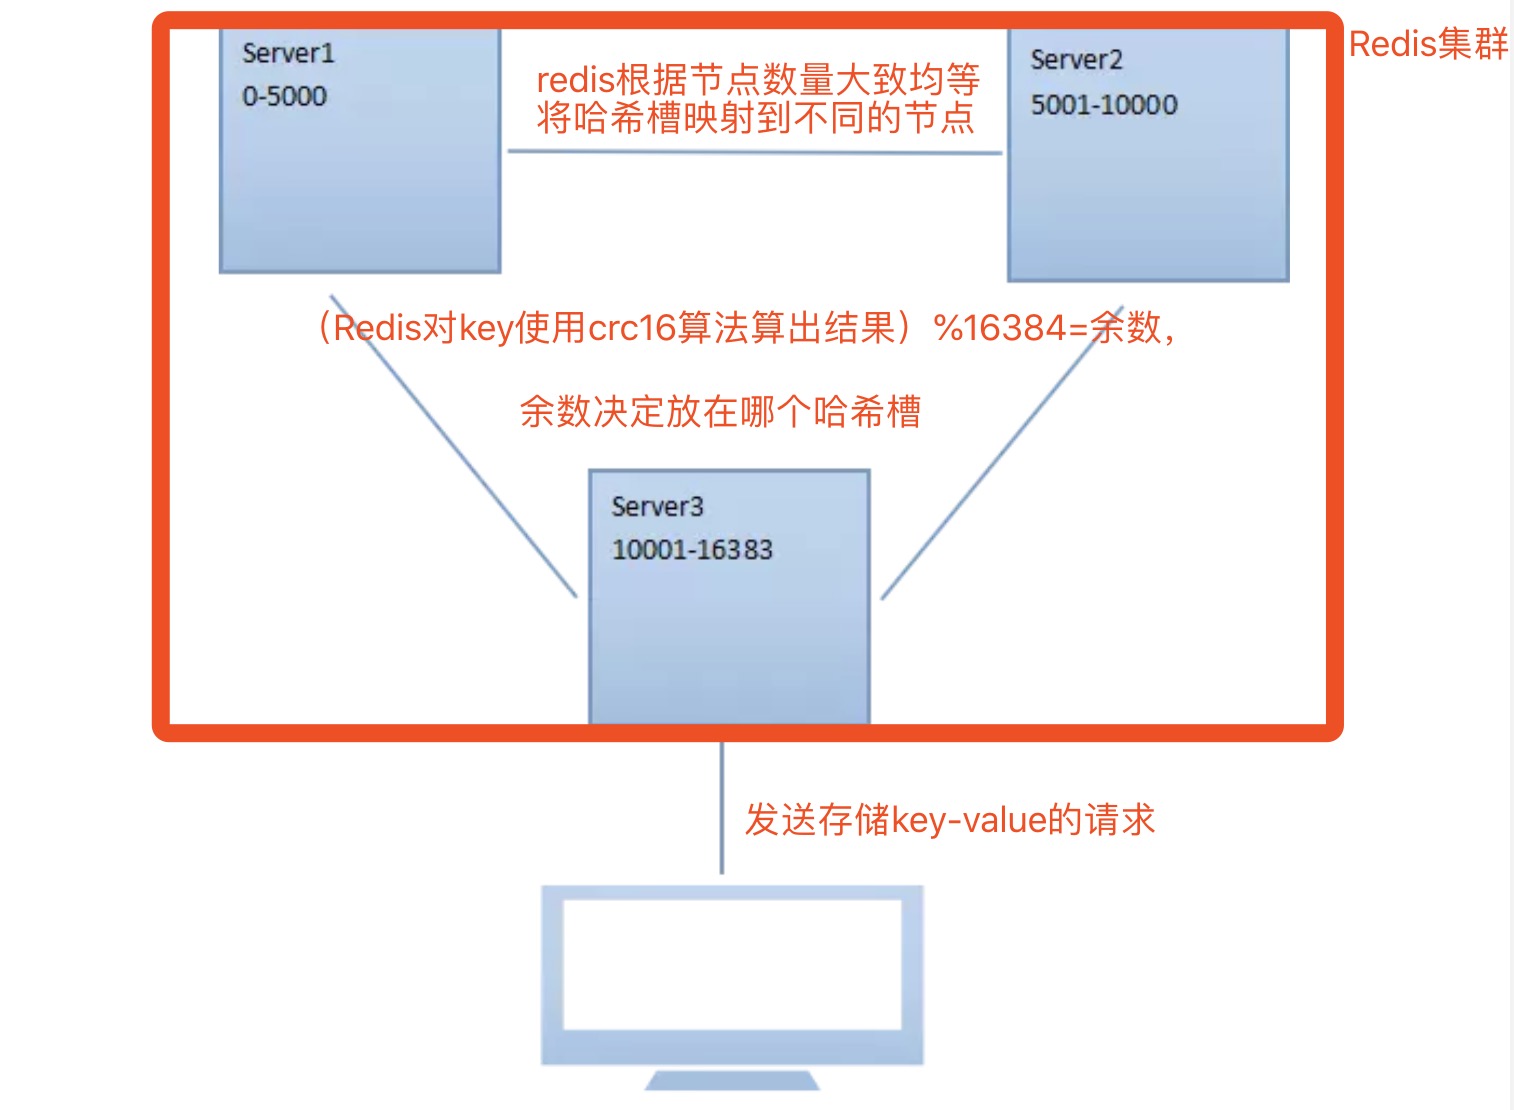 Redis集群
Server1
0-5000
redis根据节点数量大致均等
将哈希槽映射到不同的节点
Server2
5001-10000
（Redis对key使用crc16算法算出结果）%16384=余数，
余数决定放在哪个哈希槽
Server3
10001-16383
发送存储key-value的请求